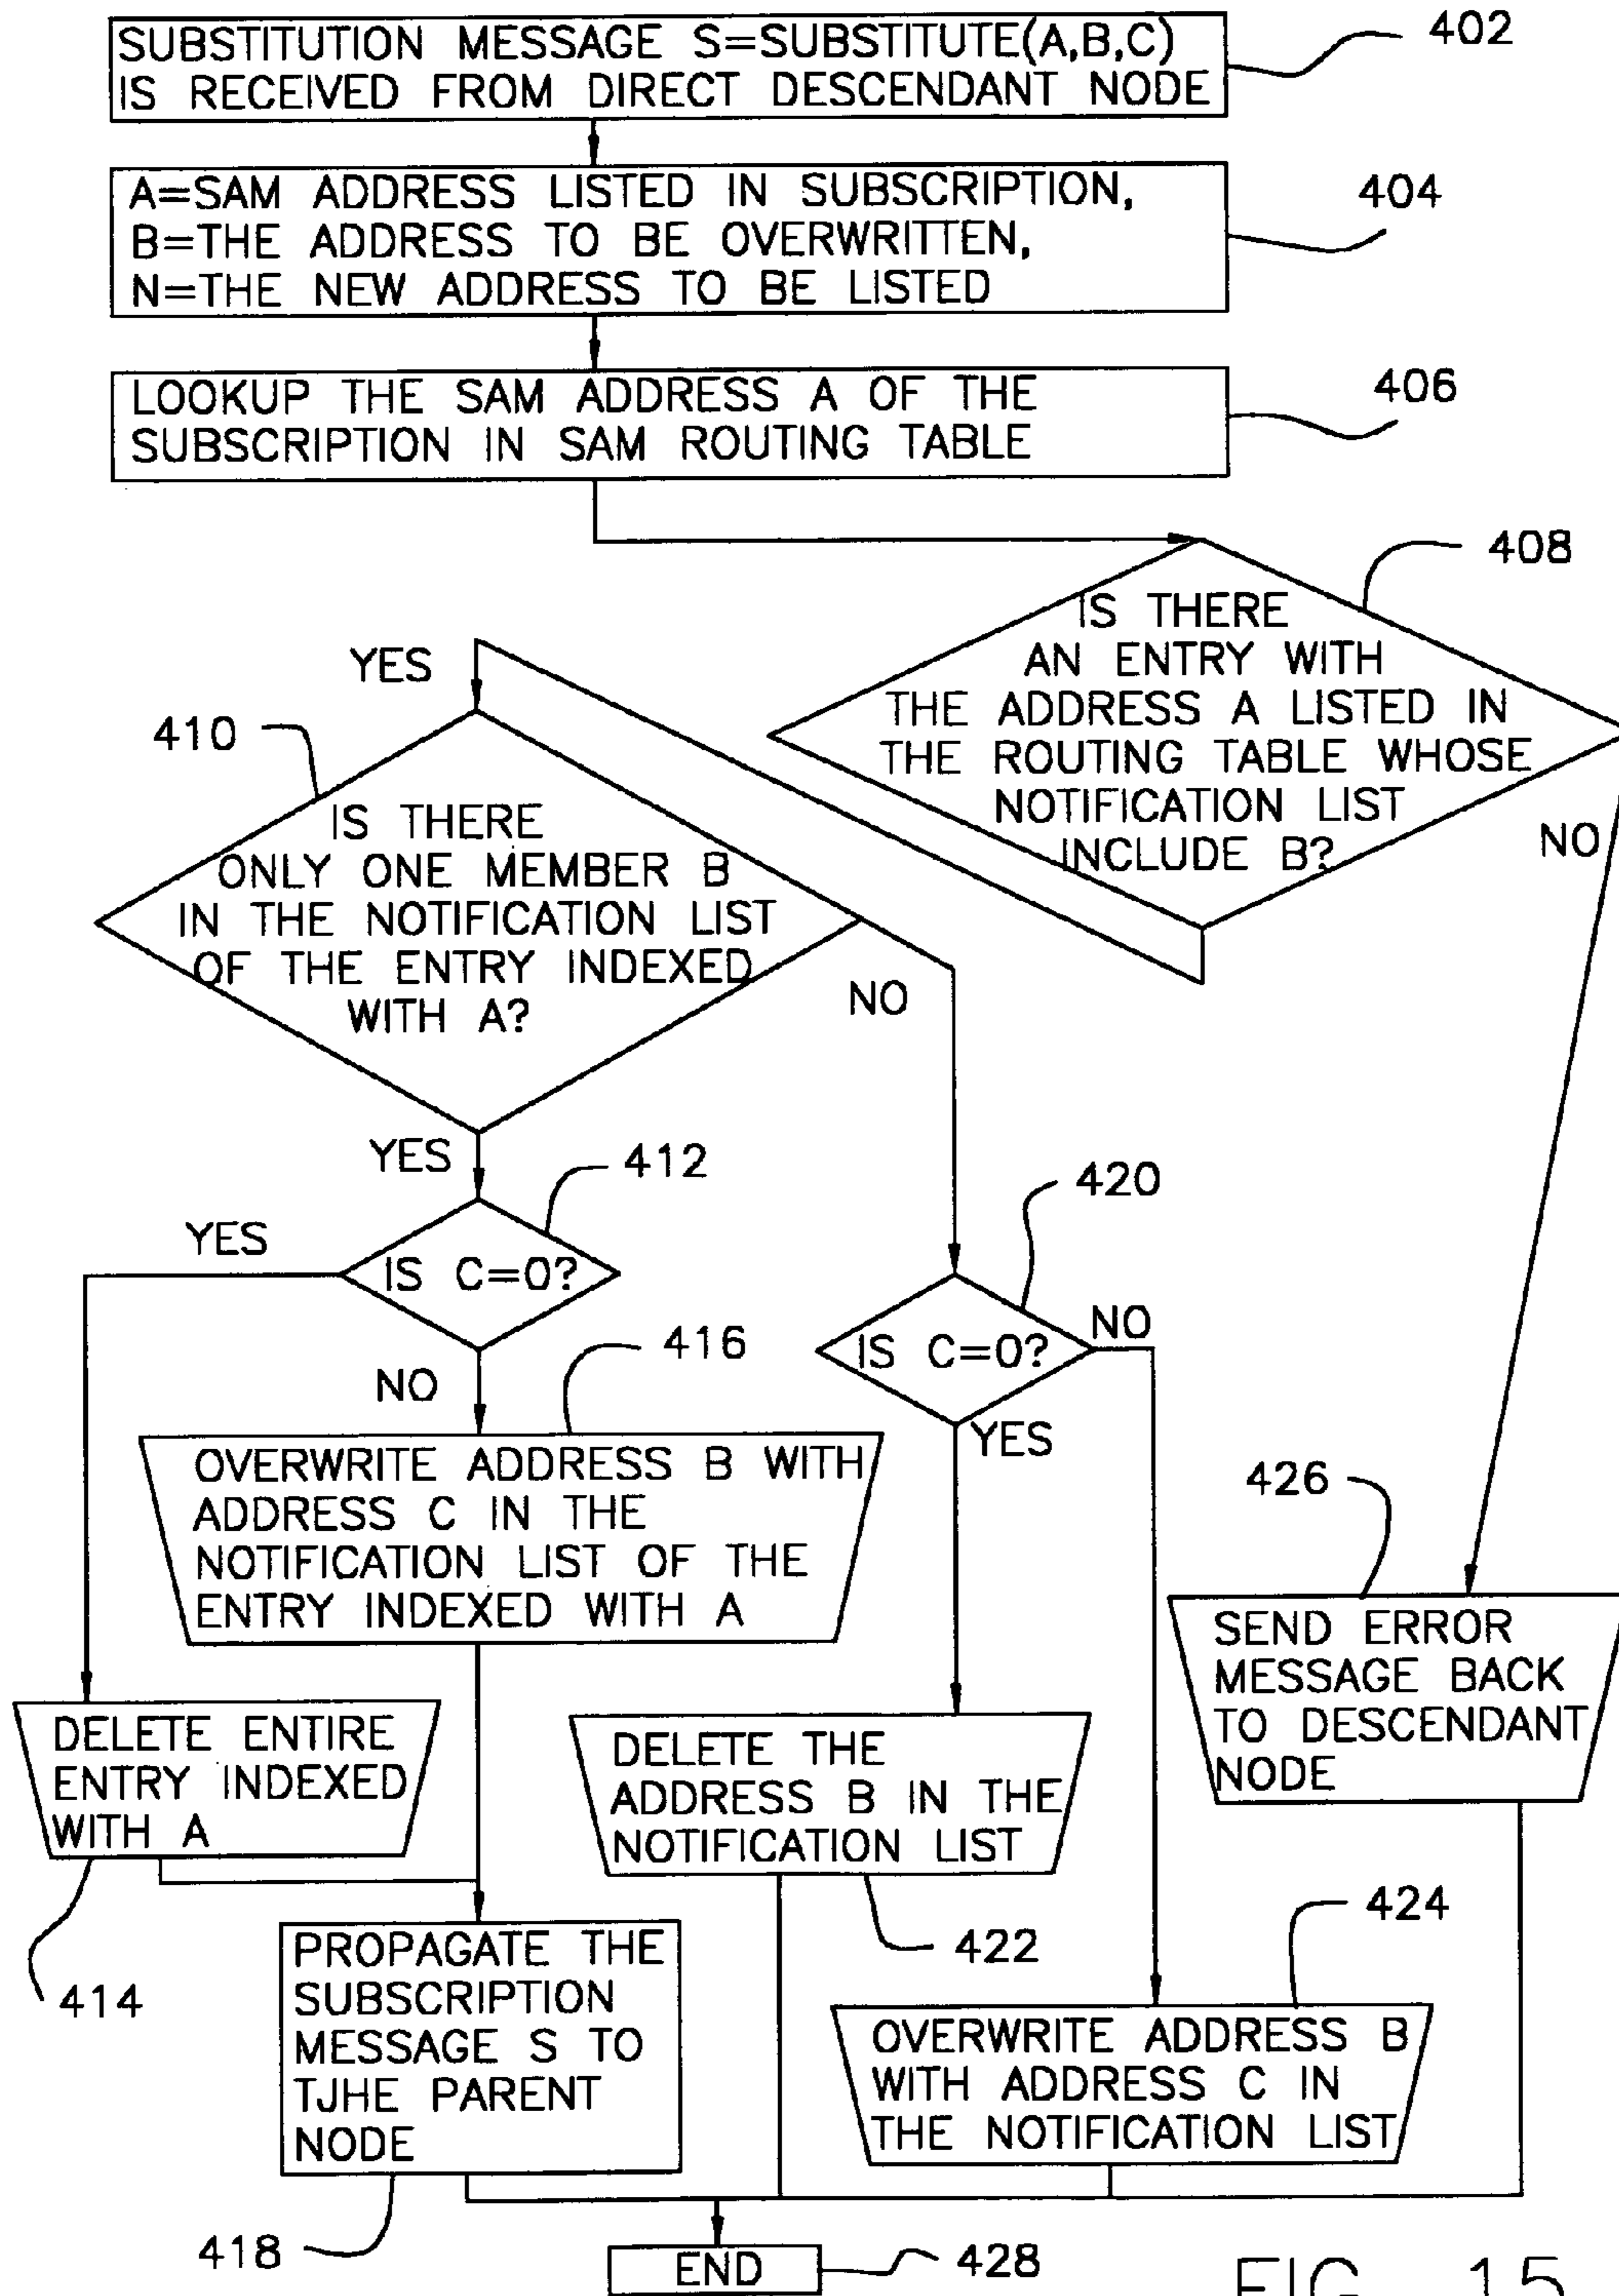 SUBSTITUTION MESSAGE S=SUBSTITUTE(A,B,C)
IS RECEIVED FROM DIRECT DESCENDANT NODE
402
A=SAM ADDRESS LISTED IN SUBSCRIPTION,
B=THE ADDRESS TO BE OVERWRITTEN,
N=THE NEW ADDRESS TO BE LISTED
404
LOOKUP THE SAM ADDRESS A OF THE
SUBSCRIPTION IN SAM ROUTING TABLE
406
408
IS THERE
AN ENTRY WITH
THE ADDRESS A LISTED IN
THE ROUTING TABLE WHOSE
NOTIFICATION LIST
INCLUDE B?
YES
NO
410
IS THERE
ONLY ONE MEMBER B
IN THE NOTIFICATION LIST
OF THE ENTRY INDEXED
WITH A?
NO
YES
412
IS C=0?
YES
NO
420
IS C=0?
NO
YES
416
OVERWRITE ADDRESS B WITH
ADDRESS C IN THE
NOTIFICATION LIST OF THE
ENTRY INDEXED WITH A
426
SEND ERROR
MESSAGE BACK
TO DESCENDANT
NODE
DELETE ENTIRE
ENTRY INDEXED
WITH A
414
DELETE THE
ADDRESS B IN THE
NOTIFICATION LIST
422
424
OVERWRITE ADDRESS B
WITH ADDRESS C IN
THE NOTIFICATION LIST
PROPAGATE THE
SUBSCRIPTION
MESSAGE S TO
TJHE PARENT
NODE
418
END
428
FIG. 15